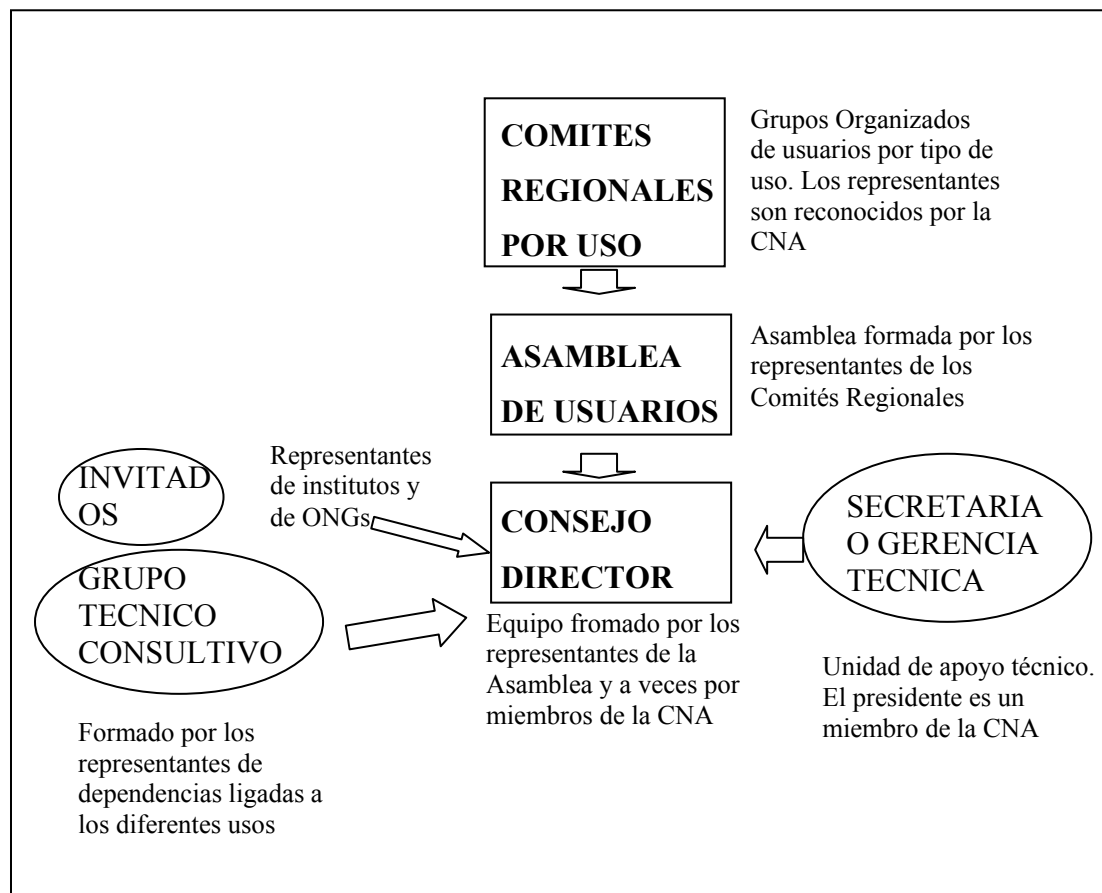 COMITES
REGIONALES
POR USO
Grupos Organizados
de usuarios por tipo de
uso. Los representantes
son reconocidos por la
CNA
ASAMBLEA
DE USUARIOS
Asamblea formada por los
representantes de los
Comités Regionales
INVITAD
OS
Representantes
de institutos y
de ONGs
CONSEJO
DIRECTOR
Equipo fromado por los
representantes de la
Asamblea y a veces por
miembros de la CNA
SECRETARIA
O GERENCIA
TECNICA
Unidad de apoyo técnico.
El presidente es un
miembro de la CNA
GRUPO
TECNICO
CONSULTIVO
Formado por los
representantes de
dependencias ligadas a
los diferentes usos